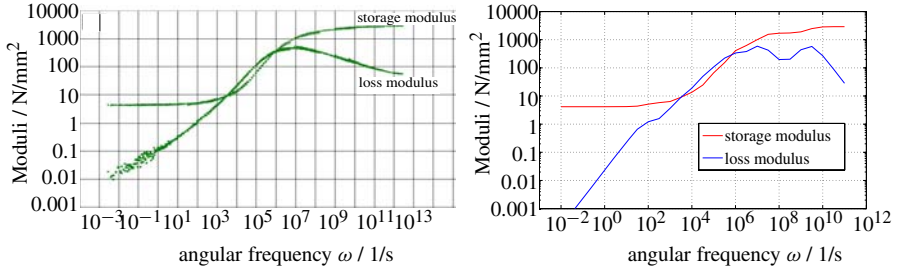 Moduli / N/mm²
10000
1000
100
10
1
0.1
0.01
0.001
storage modulus
loss modulus
10⁻³ 10⁻¹ 10¹ 10³ 10⁵ 10⁷ 10⁹ 10¹¹ 10¹³
angular frequency ω / 1/s
Moduli / N/mm²
10000
1000
100
10
1
0.1
0.01
0.001
storage modulus
loss modulus
10⁻² 10⁰ 10² 10⁴ 10⁶ 10⁸ 10¹⁰ 10¹²
angular frequency ω / 1/s